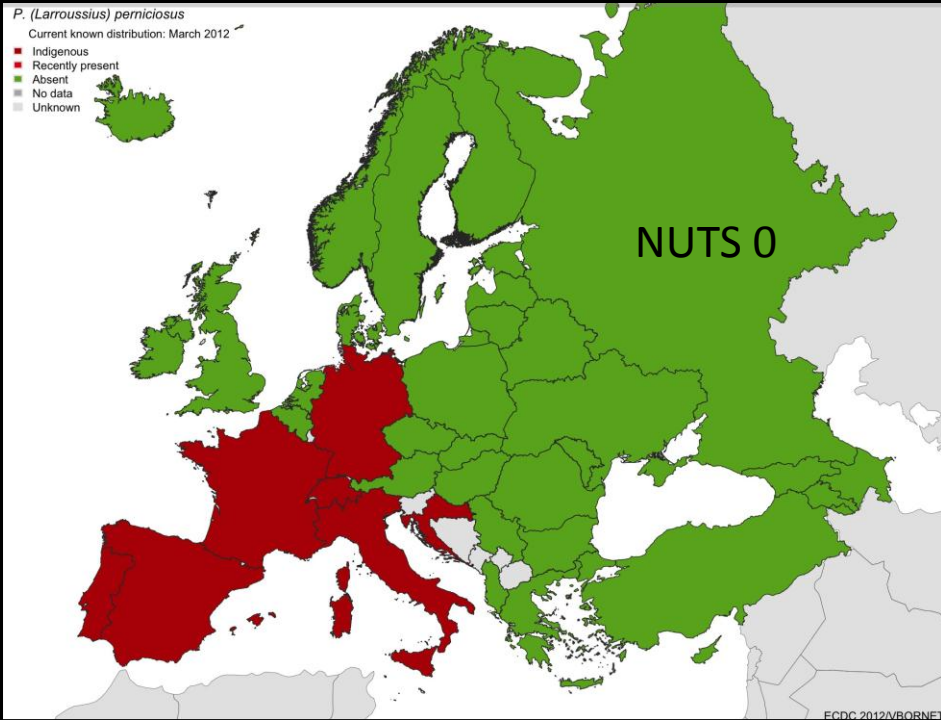 P. (Larroussius) perniciosus
Current known distribution: March 2012
Indigenous
Recently present
Absent
No data
Unknown
NUTS 0
ECDC 2012/VBORNET